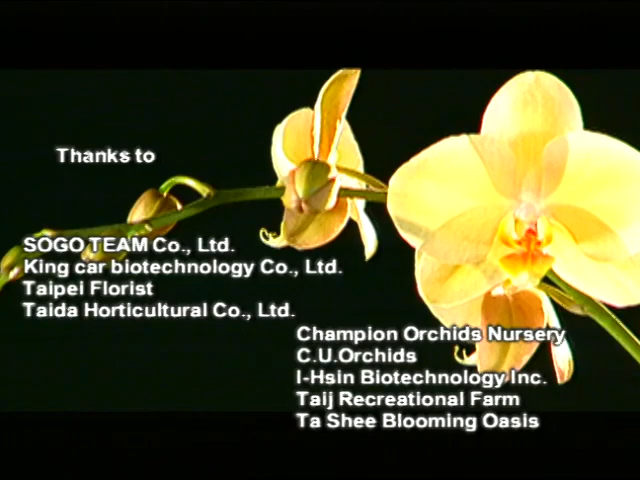 Thanks to
SOGO TEAM Co., Ltd.
King car biotechnology Co., Ltd.
Taipei Florist
Taida Horticultural Co., Ltd.
Champion Orchids Nursery
C.U.Orchids
I-Hsin Biotechnology Inc.
Taij Recreational Farm
Ta Shee Blooming Oasis